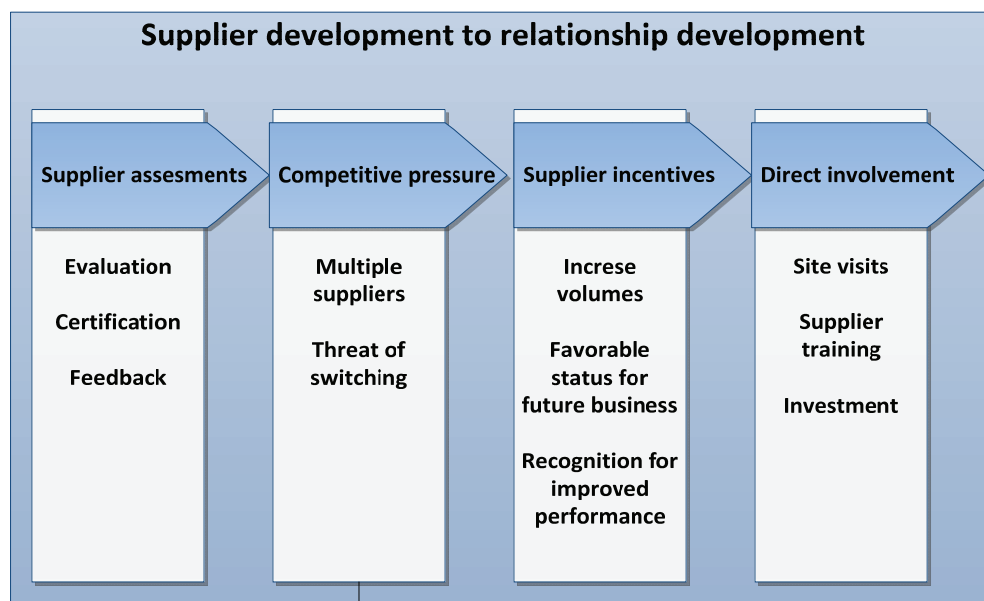 Supplier development to relationship development
Supplier assesments
Evaluation
Certification
Feedback
Competitive pressure
Multiple
suppliers
Threat of
switching
Supplier incentives
Increse
volumes
Favorable
status for
future business
Recognition for
improved
performance
Direct involvement
Site visits
Supplier
training
Investment